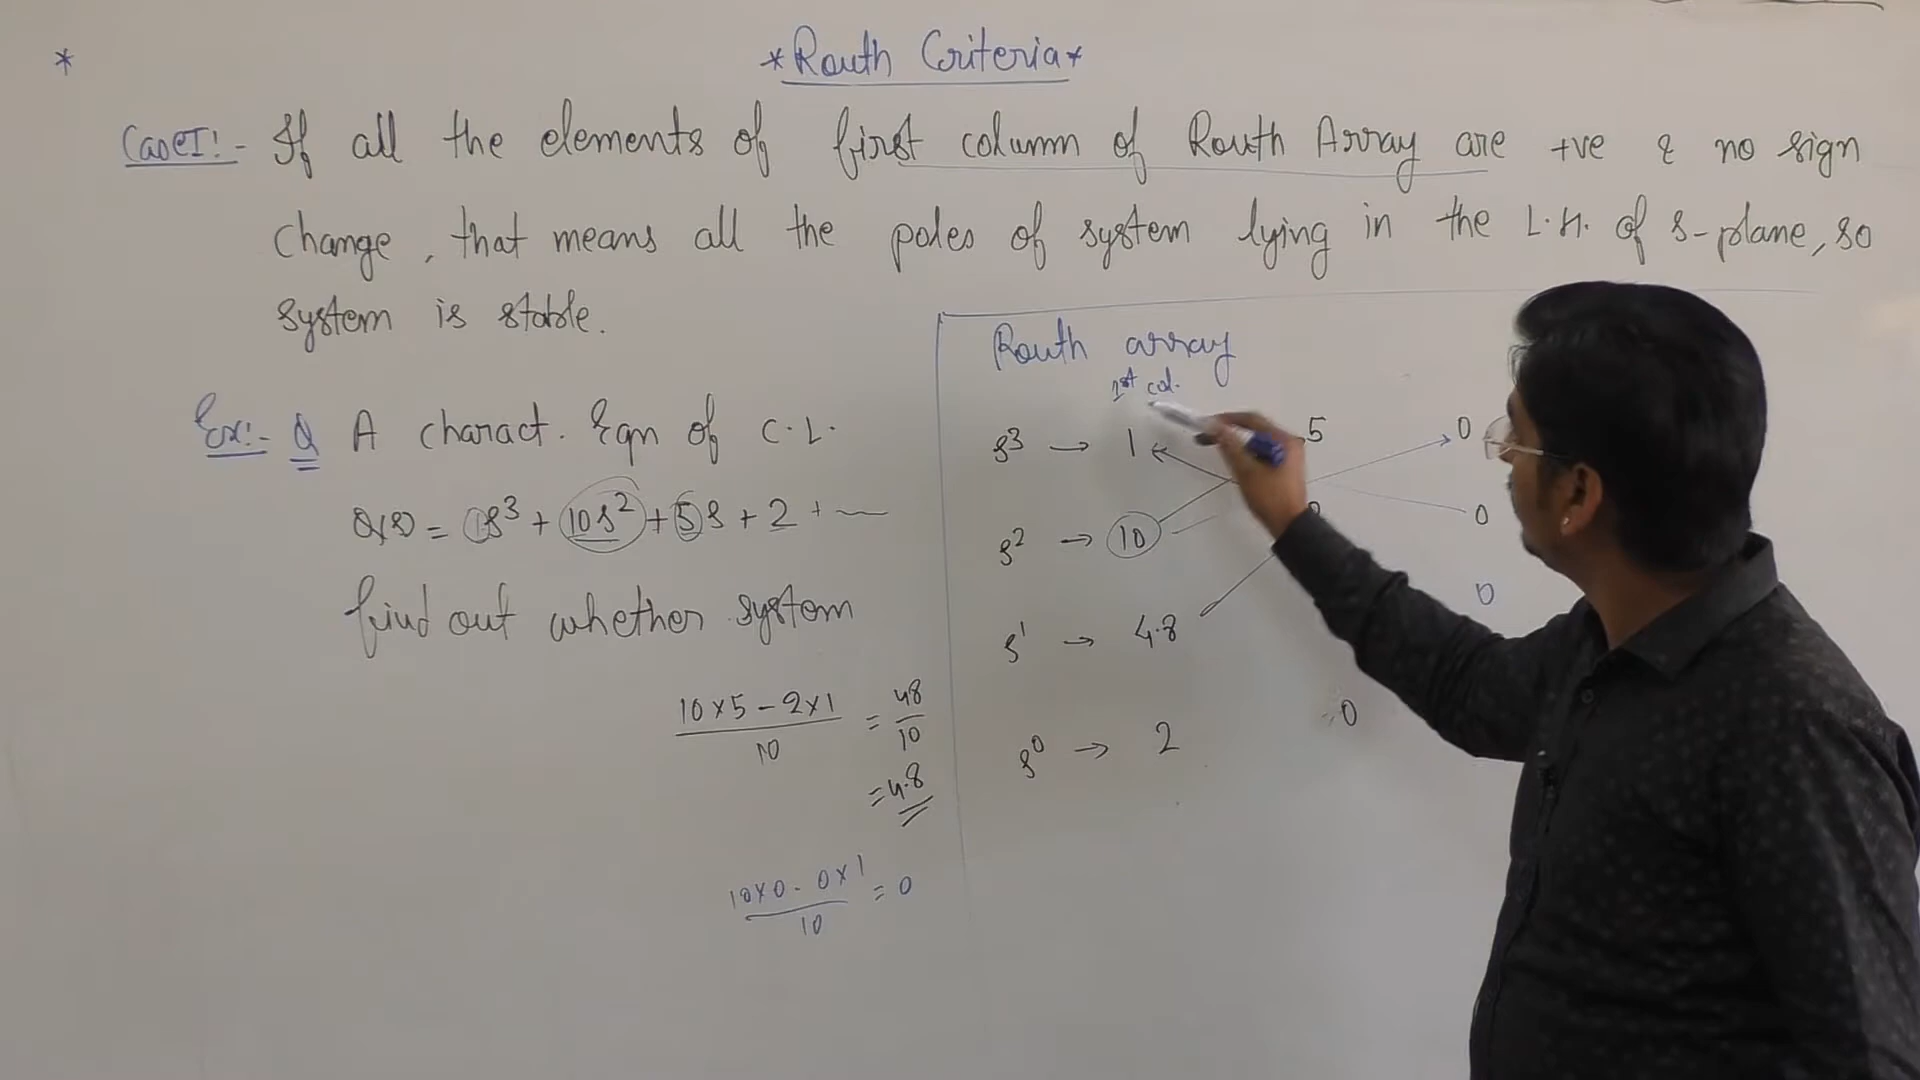 *
*Routh Criteria*
Case I:- If all the elements of first column of Routh Array are +ve & no sign
change, that means all the poles of system lying in the L.H. of s-plane, so
system is stable.
Ex:- Q A charact. Eqn of C.L.
Q(s) = 1s³ + 10s² + 5s + 2 + —
find out whether system
10×5 - 2×1 / 10 = 48/10
= 4.8
10×0 - 0×1 / 10 = 0
Routh array
1st col.
s³ → 1 5 0
s² → 10 0
s¹ → 4.8 0
s⁰ → 2 0